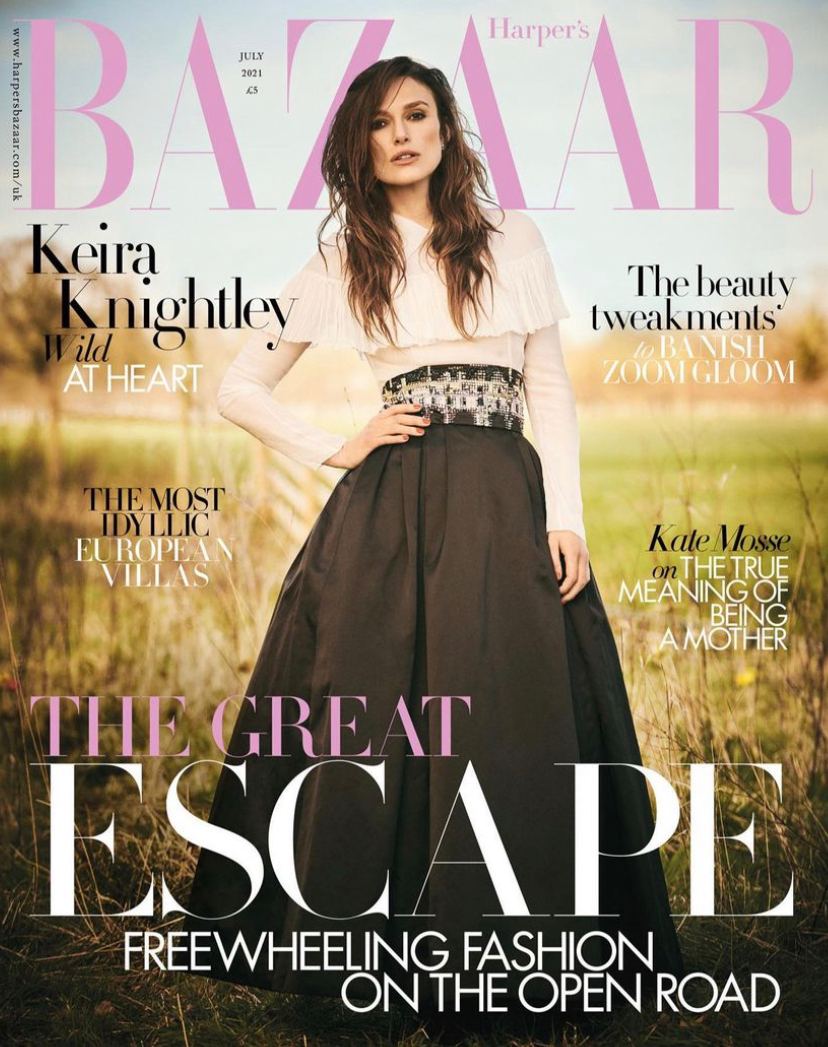 www.harpersbazaar.com/uk
Harper's
BAZAAR
JULY
2021
£5
Keira
Knightley
Wild
AT HEART
The beauty
tweakments
to BANISH
ZOOM GLOOM
THE MOST
IDYLLIC
EUROPEAN
VILLAS
Kate Mosse
on THE TRUE
MEANING OF
BEING
A MOTHER
THE GREAT
ESCAPE
FREEWHEELING FASHION
ON THE OPEN ROAD